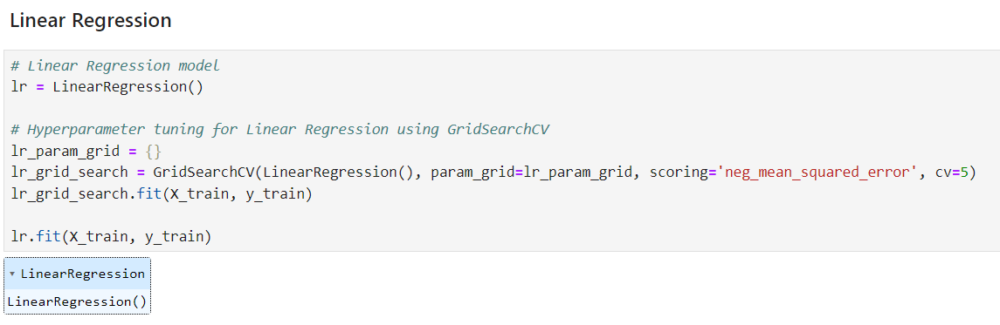 Linear Regression
# Linear Regression model
lr = LinearRegression()
# Hyperparameter tuning for Linear Regression using GridSearchCV
lr_param_grid = {}
lr_grid_search = GridSearchCV(LinearRegression(), param_grid=lr_param_grid, scoring='neg_mean_squared_error', cv=5)
lr_grid_search.fit(X_train, y_train)
lr.fit(X_train, y_train)
▾ LinearRegression
LinearRegression()